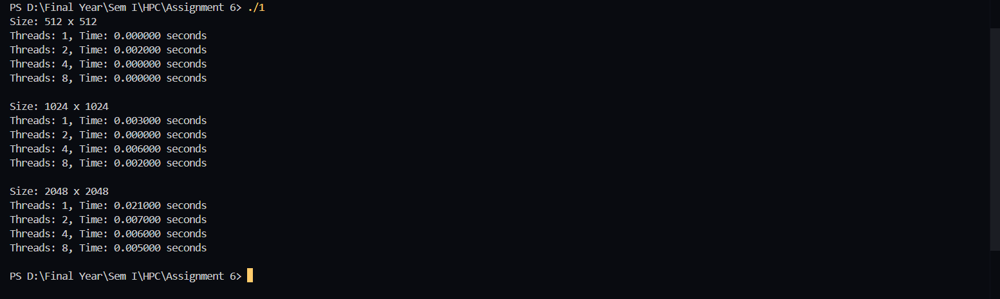 PS D:\Final Year\Sem I\HPC\Assignment 6> ./1
Size: 512 x 512
Threads: 1, Time: 0.000000 seconds
Threads: 2, Time: 0.002000 seconds
Threads: 4, Time: 0.000000 seconds
Threads: 8, Time: 0.000000 seconds

Size: 1024 x 1024
Threads: 1, Time: 0.003000 seconds
Threads: 2, Time: 0.000000 seconds
Threads: 4, Time: 0.006000 seconds
Threads: 8, Time: 0.002000 seconds

Size: 2048 x 2048
Threads: 1, Time: 0.021000 seconds
Threads: 2, Time: 0.007000 seconds
Threads: 4, Time: 0.006000 seconds
Threads: 8, Time: 0.005000 seconds

PS D:\Final Year\Sem I\HPC\Assignment 6>